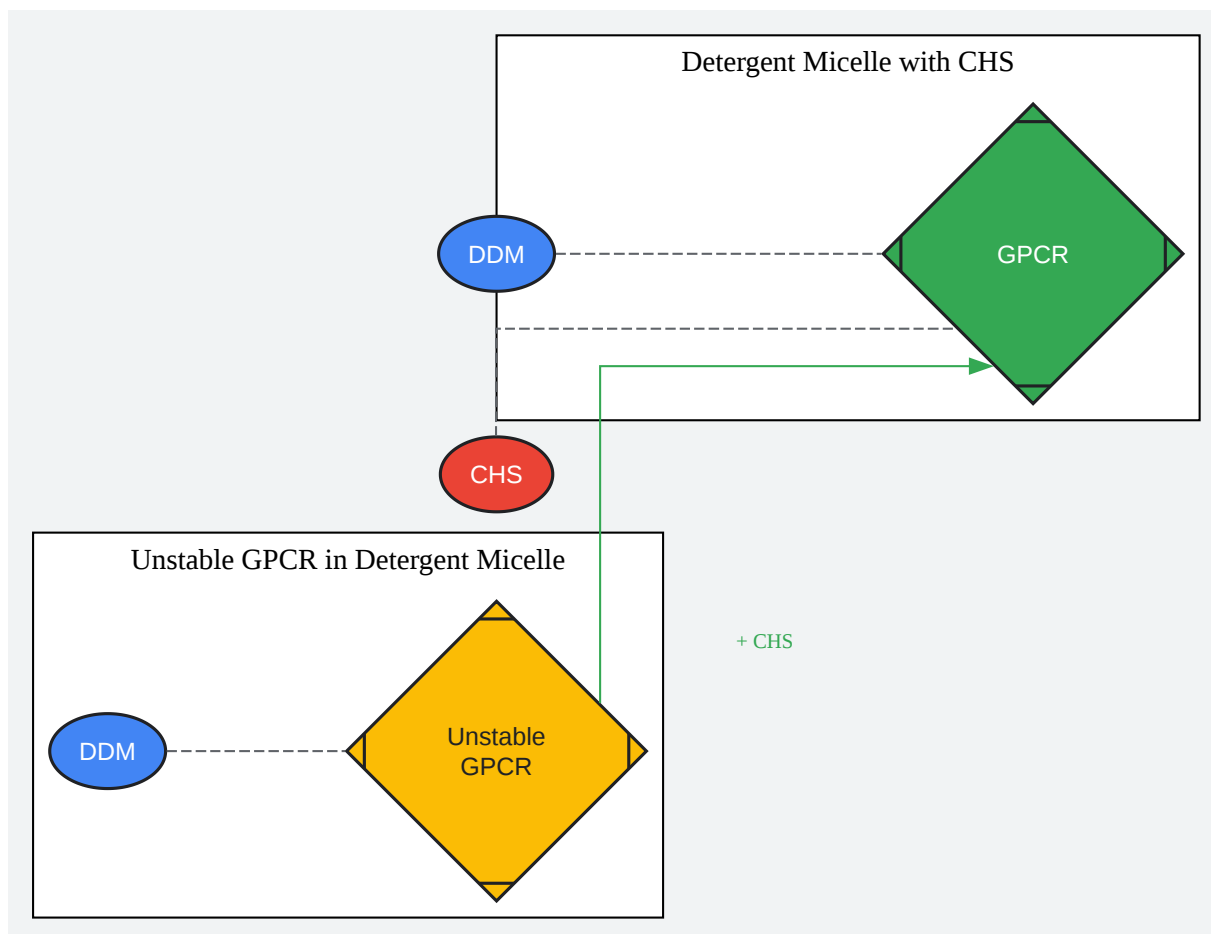 Detergent Micelle with CHS
DDM
GPCR
CHS
Unstable GPCR in Detergent Micelle
+ CHS
Unstable
GPCR
DDM